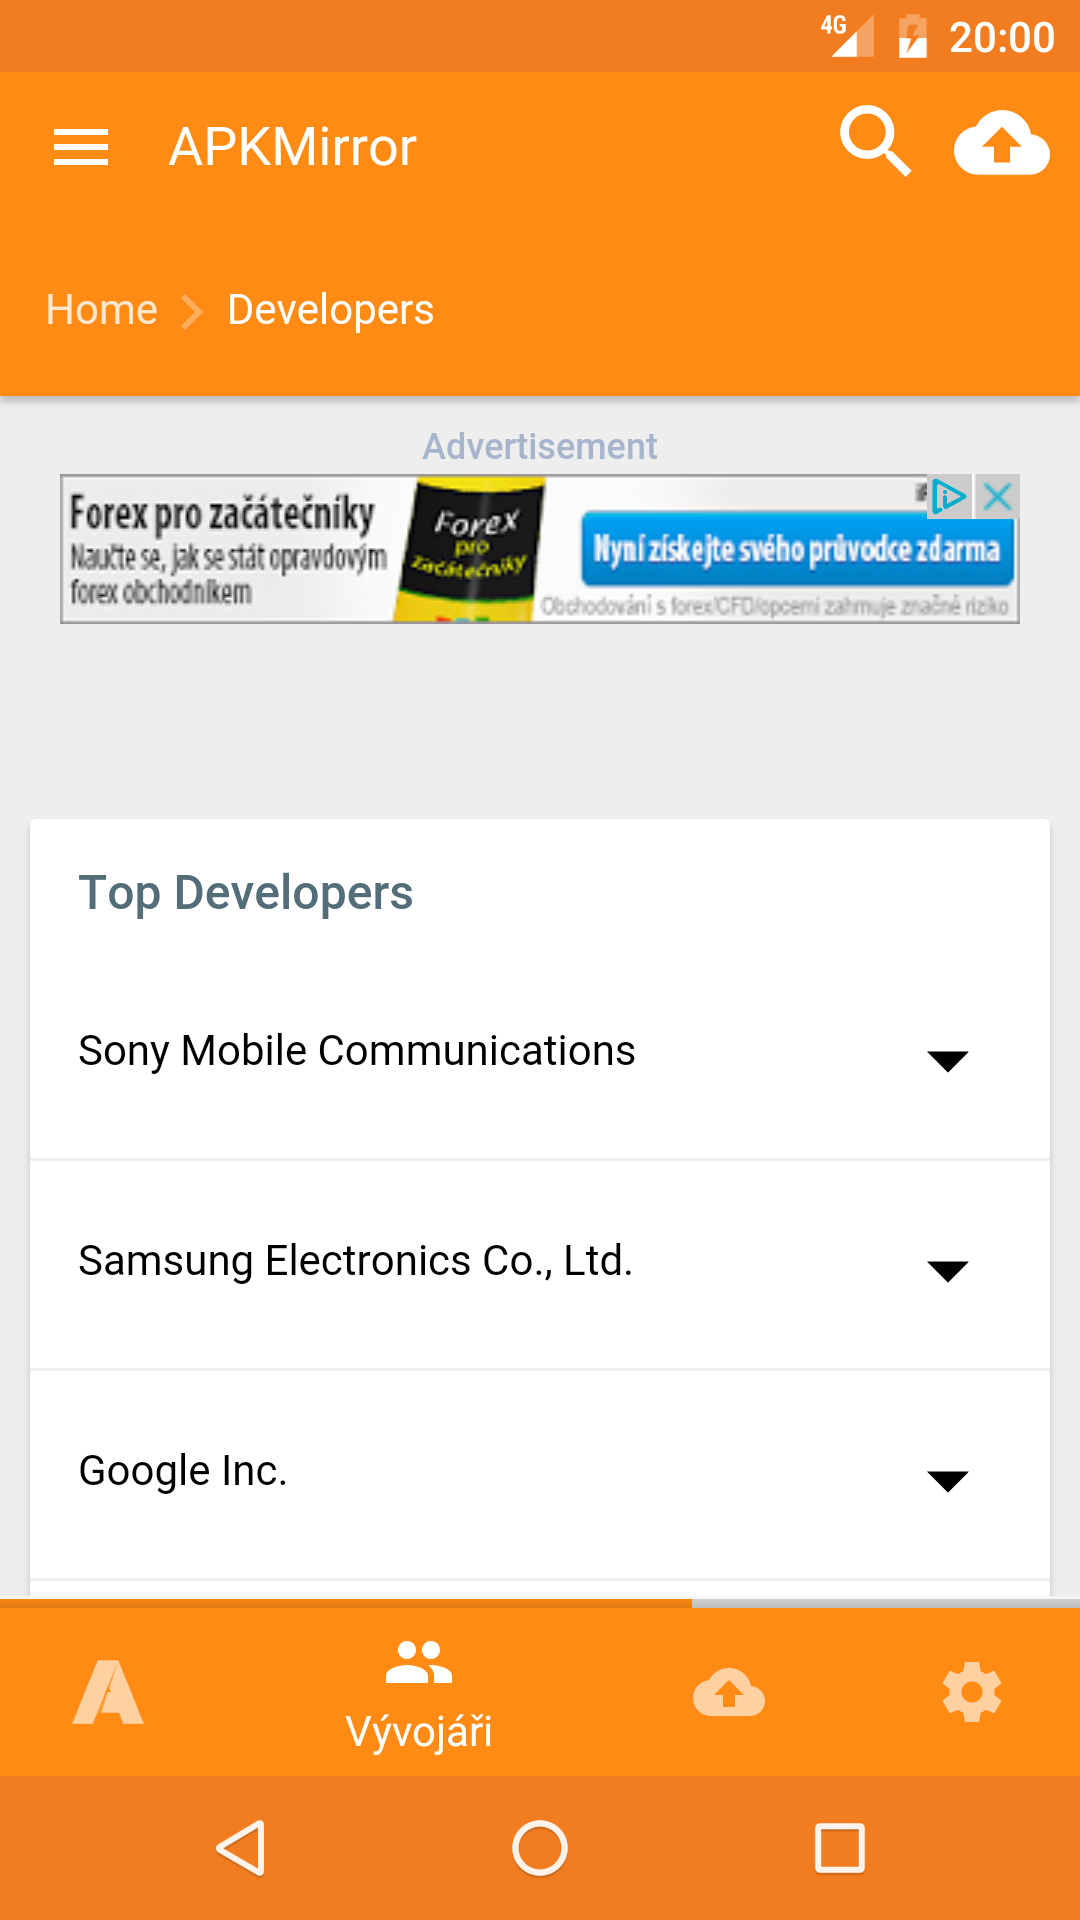 4G 20:00
APKMirror
Home Developers
Advertisement
Forex pro začátečníky
Naučte se, jak se stát opravdovým
forex obchodníkem
Forex
pro
začátečníky
Nyní získejte svého průvodce zdarma
Obchodování s forex/CFD/opcemi zahrnuje značné riziko
Top Developers
Sony Mobile Communications
Samsung Electronics Co., Ltd.
Google Inc.
Vývojáři